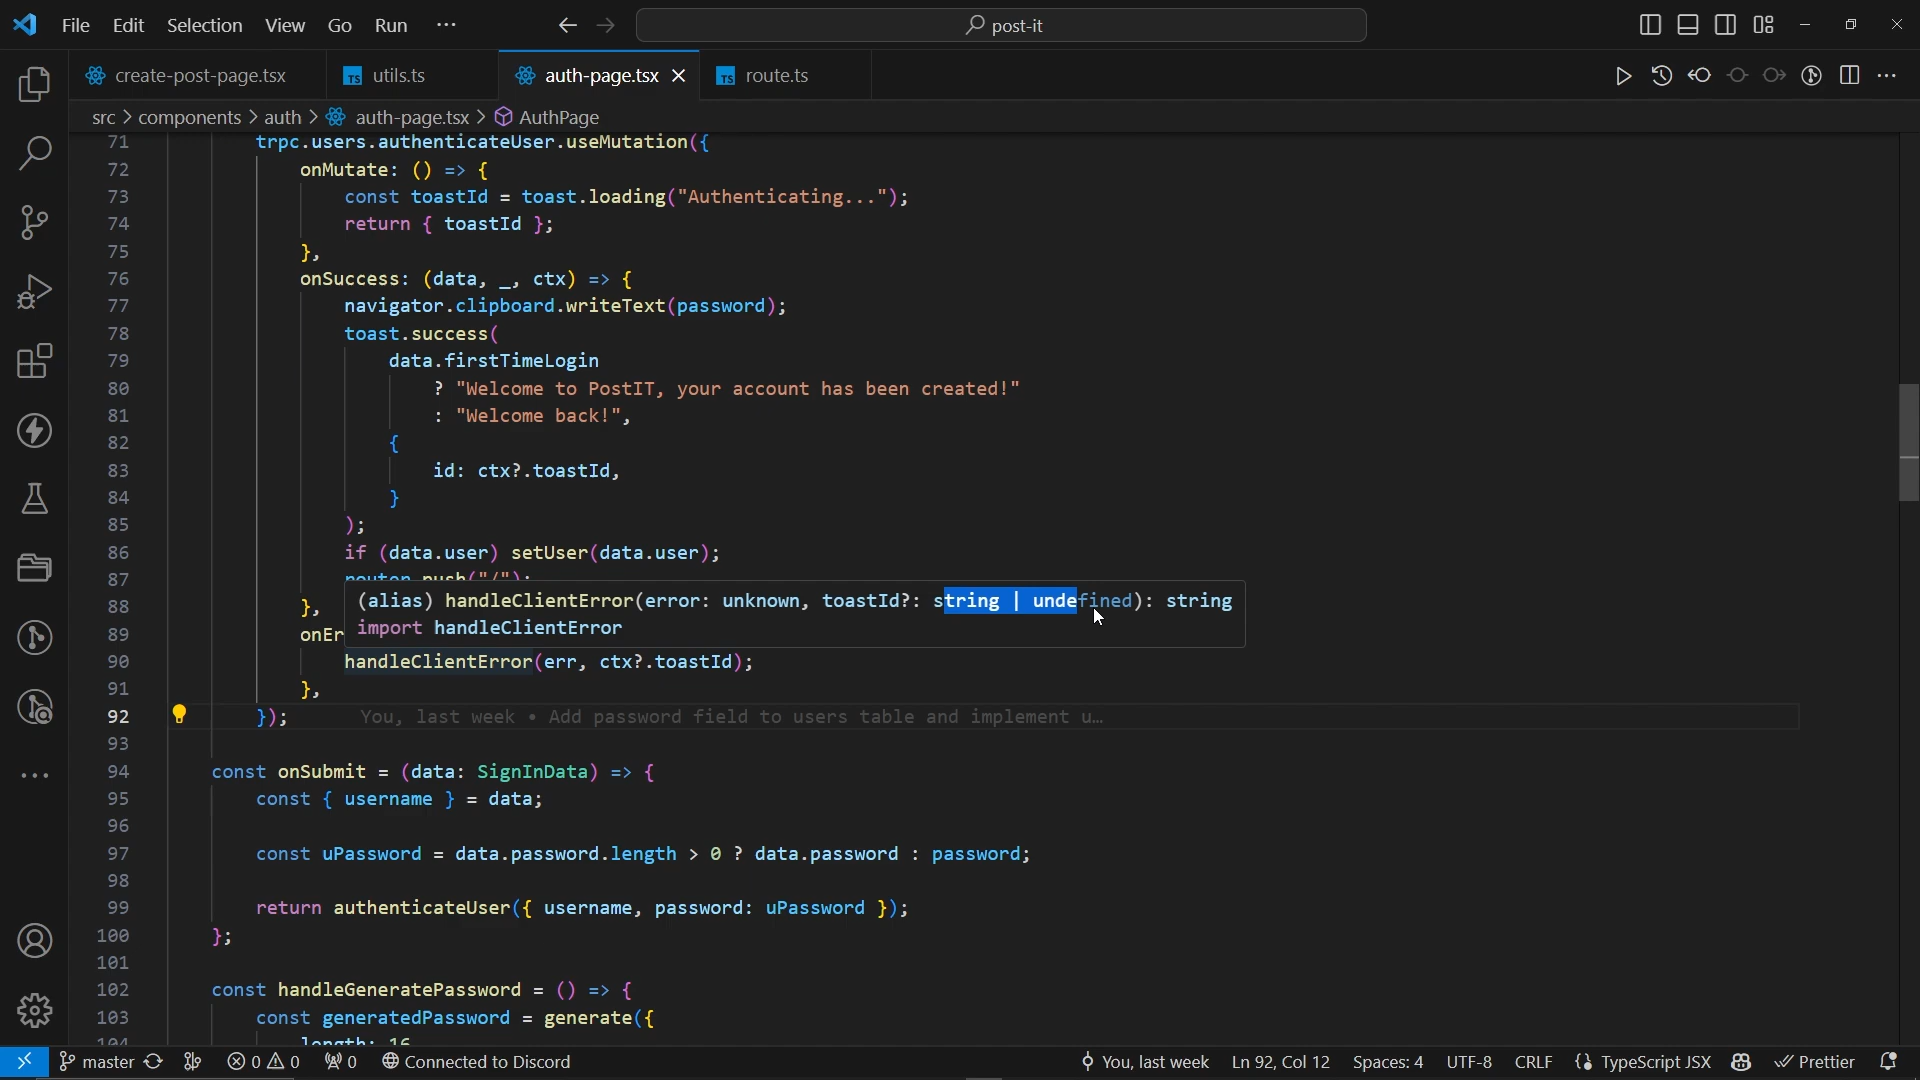 File Edit Selection View Go Run ··· post-it
create-post-page.tsx TS utils.ts auth-page.tsx TS route.ts
src > components > auth > auth-page.tsx > AuthPage
71 trpc.users.authenticateUser.useMutation({
72 onMutate: () => {
73 const toastId = toast.loading("Authenticating...");
74 return { toastId };
75 },
76 onSuccess: (data, _, ctx) => {
77 navigator.clipboard.writeText(password);
78 toast.success(
79 data.firstTimeLogin
80 ? "Welcome to PostIT, your account has been created!"
81 : "Welcome back!",
82 {
83 id: ctx?.toastId,
84 }
85 );
86 if (data.user) setUser(data.user);
87 router.push("/");
(alias) handleClientError(error: unknown, toastId?: string | undefined): string
88 },
import handleClientError
89 onEr
90 handleClientError(err, ctx?.toastId);
91 },
92 }); You, last week • Add password field to users table and implement u…
93
94 const onSubmit = (data: SignInData) => {
95 const { username } = data;
96
97 const uPassword = data.password.length > 0 ? data.password : password;
98
99 return authenticateUser({ username, password: uPassword });
100 };
101
102 const handleGeneratePassword = () => {
103 const generatedPassword = generate({
104 length: 16
master 0 0 0 Connected to Discord You, last week Ln 92, Col 12 Spaces: 4 UTF-8 CRLF {} TypeScript JSX Prettier